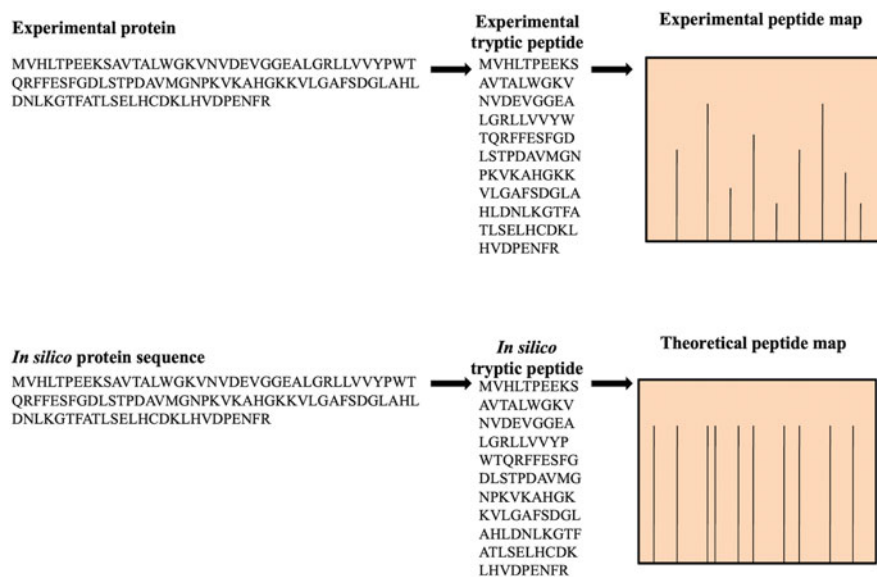 Experimental protein
MVHLTPEEKSAVTALWGKVNVDEVGGEALGRLLVVYPWT
QRFFESFGDLSTPDAVMGNPKVKAHGKKVLGAFSDGLAHL
DNLKGTFATLSELHCDKLHVDPENFR
Experimental
tryptic peptide
MVHLTPEEKS
AVTALWGKV
NVDEVGGEA
LGRLLVVYW
TQRFFESFGD
LSTPDAVMGN
PKVKAHGKK
VLGAFSDGLA
HLDNLKGTFA
TLSELHCDKL
HVDPENFR
Experimental peptide map
In silico protein sequence
MVHLTPEEKSAVTALWGKVNVDEVGGEALGRLLVVYPWT
QRFFESFGDLSTPDAVMGNPKVKAHGKKVLGAFSDGLAHL
DNLKGTFATLSELHCDKLHVDPENFR
In silico
tryptic peptide
MVHLTPEEKS
AVTALWGKV
NVDEVGGEA
LGRLLVVYP
WTQRFFESFG
DLSTPDAVMG
NPKVKAHGK
KVLGAFSDGL
AHLDNLKGTF
ATLSELHCDK
LHVDPENFR
Theoretical peptide map